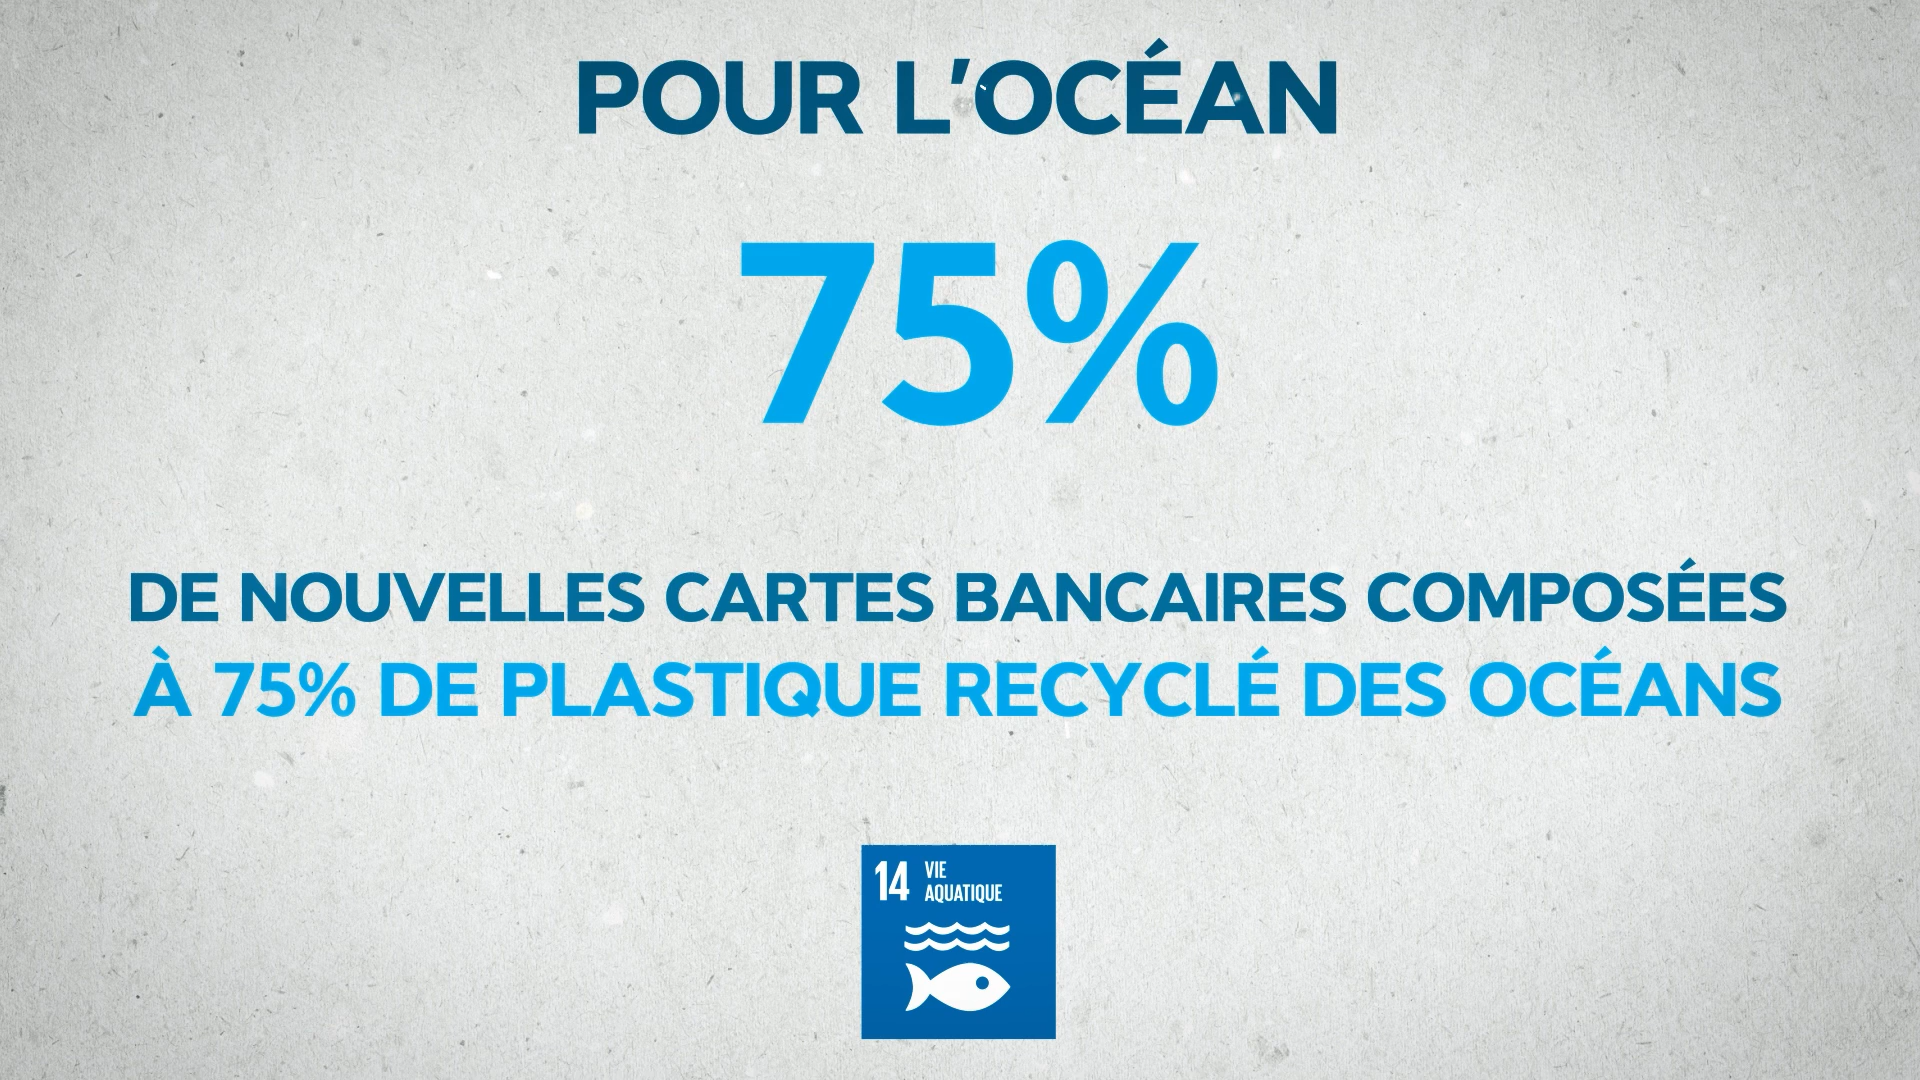 POUR L'OCÉAN
75%
DE NOUVELLES CARTES BANCAIRES COMPOSÉES
À 75% DE PLASTIQUE RECYCLÉ DES OCÉANS
14 VIE
AQUATIQUE